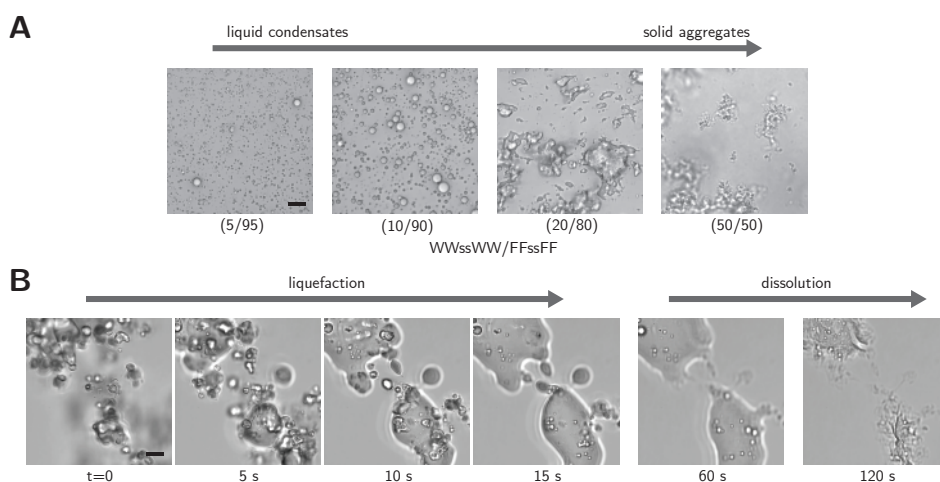 A
liquid condensates
solid aggregates
(5/95)
(10/90)
(20/80)
(50/50)
WWssWW/FFssFF
B
liquefaction
dissolution
t=0
5 s
10 s
15 s
60 s
120 s